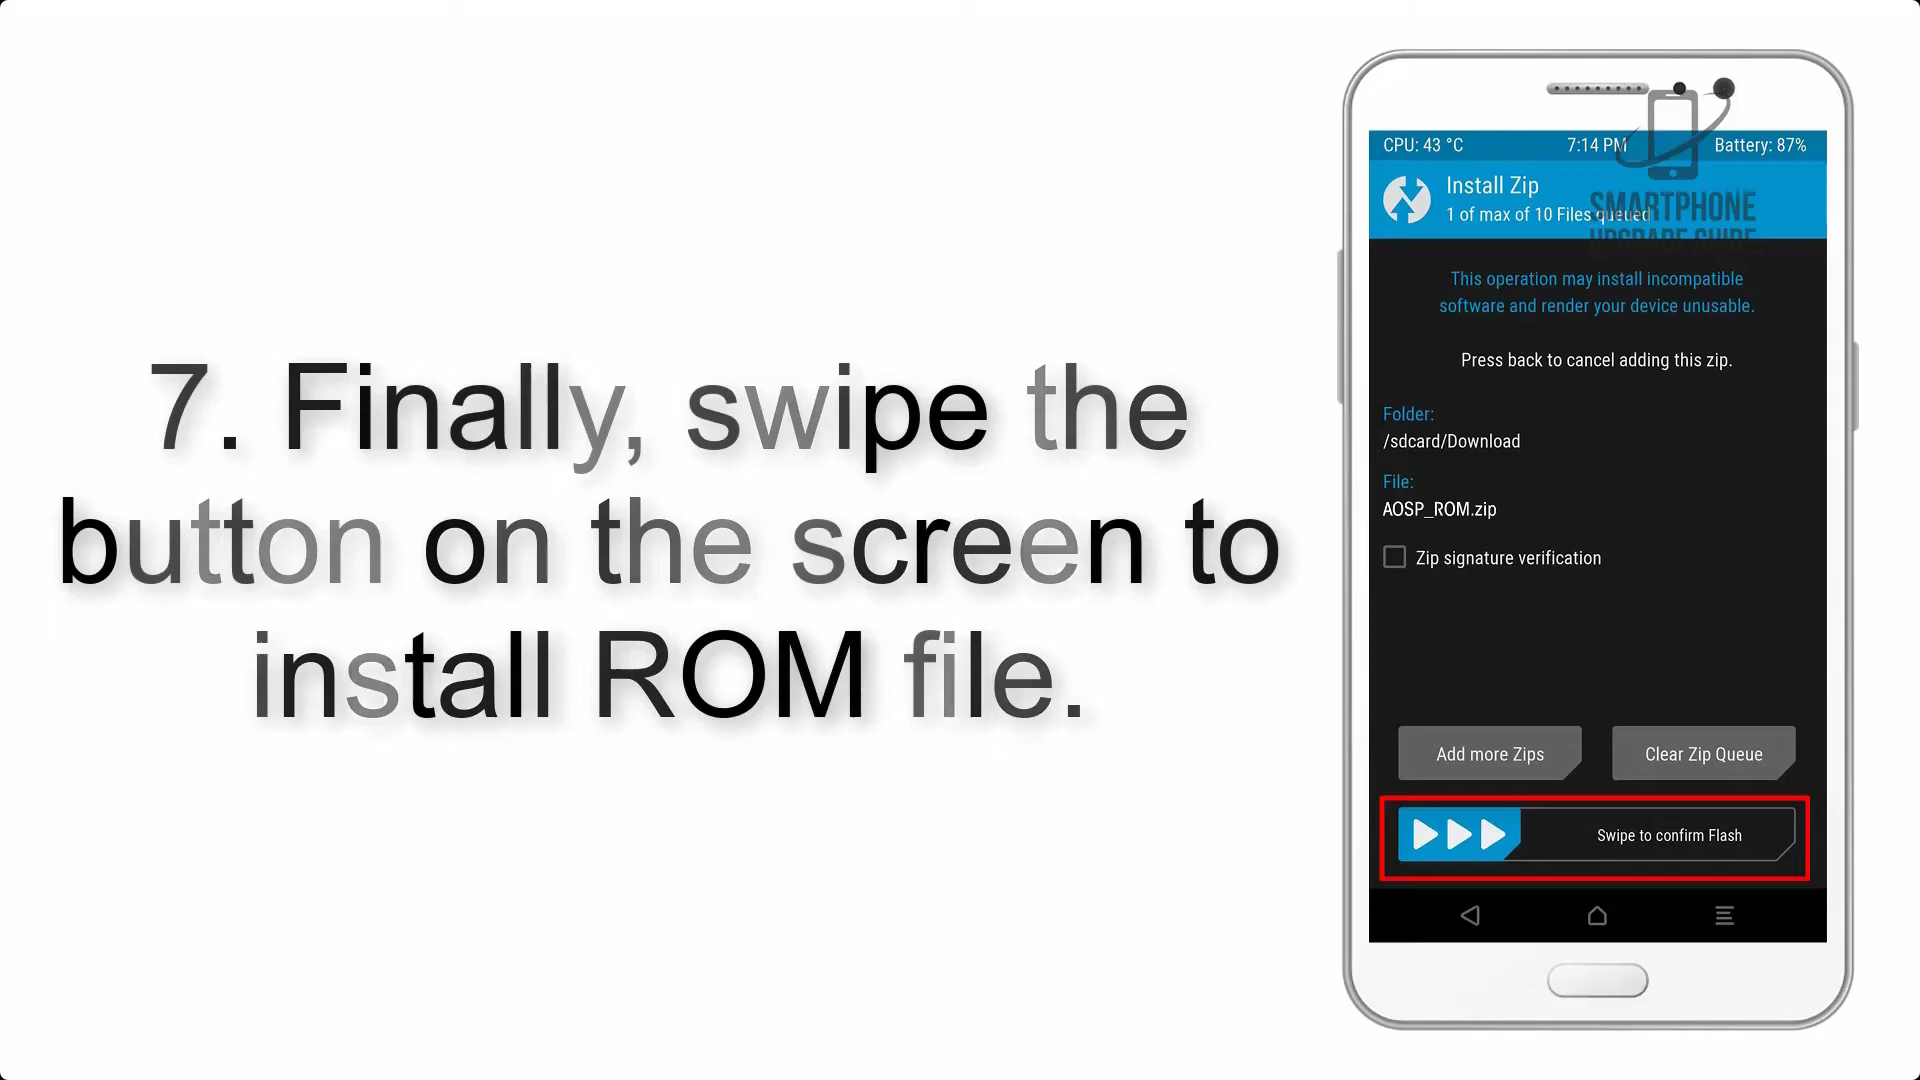 7. Finally, swipe the
button on the screen to
install ROM file.
CPU: 43 °C 7:14 PM Battery: 87%
Install Zip
1 of max of 10 Files queued
SMARTPHONE
UPGRADE GUIDE
This operation may install incompatible
software and render your device unusable.
Press back to cancel adding this zip.
Folder:
/sdcard/Download
File:
AOSP_ROM.zip
Zip signature verification
Add more Zips Clear Zip Queue
Swipe to confirm Flash